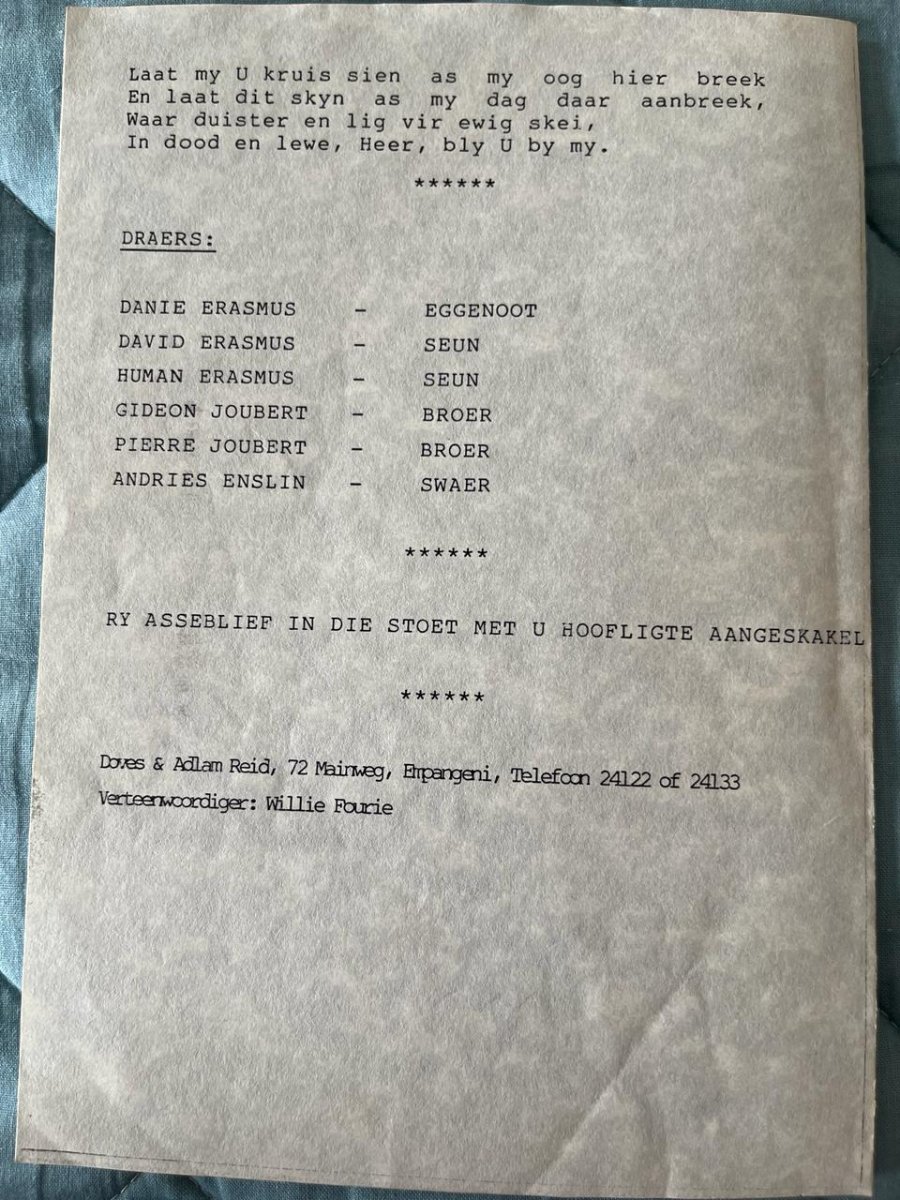 Laat my U kruis sien as my oog hier breek
En laat dit skyn as my dag daar aanbreek,
Waar duister en lig vir ewig skei,
In dood en lewe, Heer, bly U by my.
******
DRAERS:
DANIE ERASMUS - EGGENOOT
DAVID ERASMUS - SEUN
HUMAN ERASMUS - SEUN
GIDEON JOUBERT - BROER
PIERRE JOUBERT - BROER
ANDRIES ENSLIN - SWAER
******
RY ASSEBLIEF IN DIE STOET MET U HOOFLIGTE AANGESKAKEL
******
Doves & Adlam Reid, 72 Mainweg, Empangeni, Telefoon 24122 of 24133
Verteenwoordiger: Willie Fourie